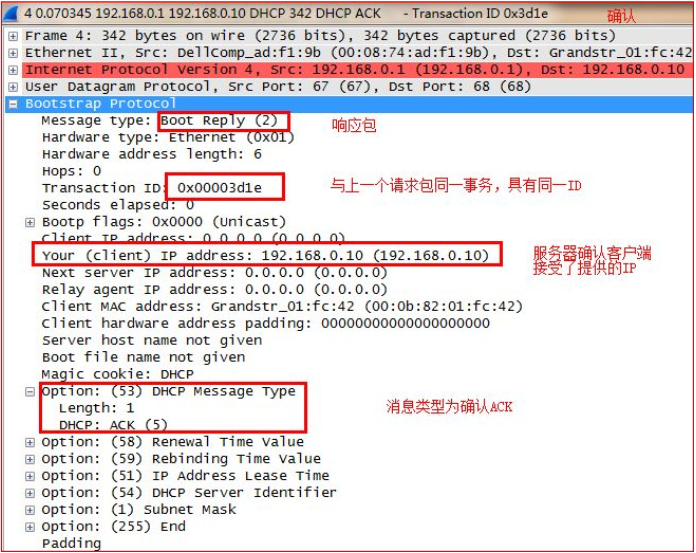 4 0.070345 192.168.0.1 192.168.0.10 DHCP 342 DHCP ACK - Transaction ID 0x3d1e 确认
Frame 4: 342 bytes on wire (2736 bits), 342 bytes captured (2736 bits)
Ethernet II, Src: DellComp_ad:f1:9b (00:08:74:ad:f1:9b), Dst: Grandstr_01:fc:42
Internet Protocol Version 4, Src: 192.168.0.1 (192.168.0.1), Dst: 192.168.0.10
User Datagram Protocol, Src Port: 67 (67), Dst Port: 68 (68)
Bootstrap Protocol
Message type: Boot Reply (2) 响应包
Hardware type: Ethernet (0x01)
Hardware address length: 6
Hops: 0
Transaction ID: 0x00003d1e 与上一个请求包同一事务，具有同一ID
Seconds elapsed: 0
Bootp flags: 0x0000 (Unicast)
Client IP address: 0.0.0.0 (0.0.0.0)
Your (client) IP address: 192.168.0.10 (192.168.0.10) 服务器确认客户端
接受了提供的IP
Next server IP address: 0.0.0.0 (0.0.0.0)
Relay agent IP address: 0.0.0.0 (0.0.0.0)
Client MAC address: Grandstr_01:fc:42 (00:0b:82:01:fc:42)
Client hardware address padding: 00000000000000000000
Server host name not given
Boot file name not given
Magic cookie: DHCP
Option: (53) DHCP Message Type
Length: 1 消息类型为确认ACK
DHCP: ACK (5)
Option: (58) Renewal Time Value
Option: (59) Rebinding Time Value
Option: (51) IP Address Lease Time
Option: (54) DHCP Server Identifier
Option: (1) Subnet Mask
Option: (255) End
Padding